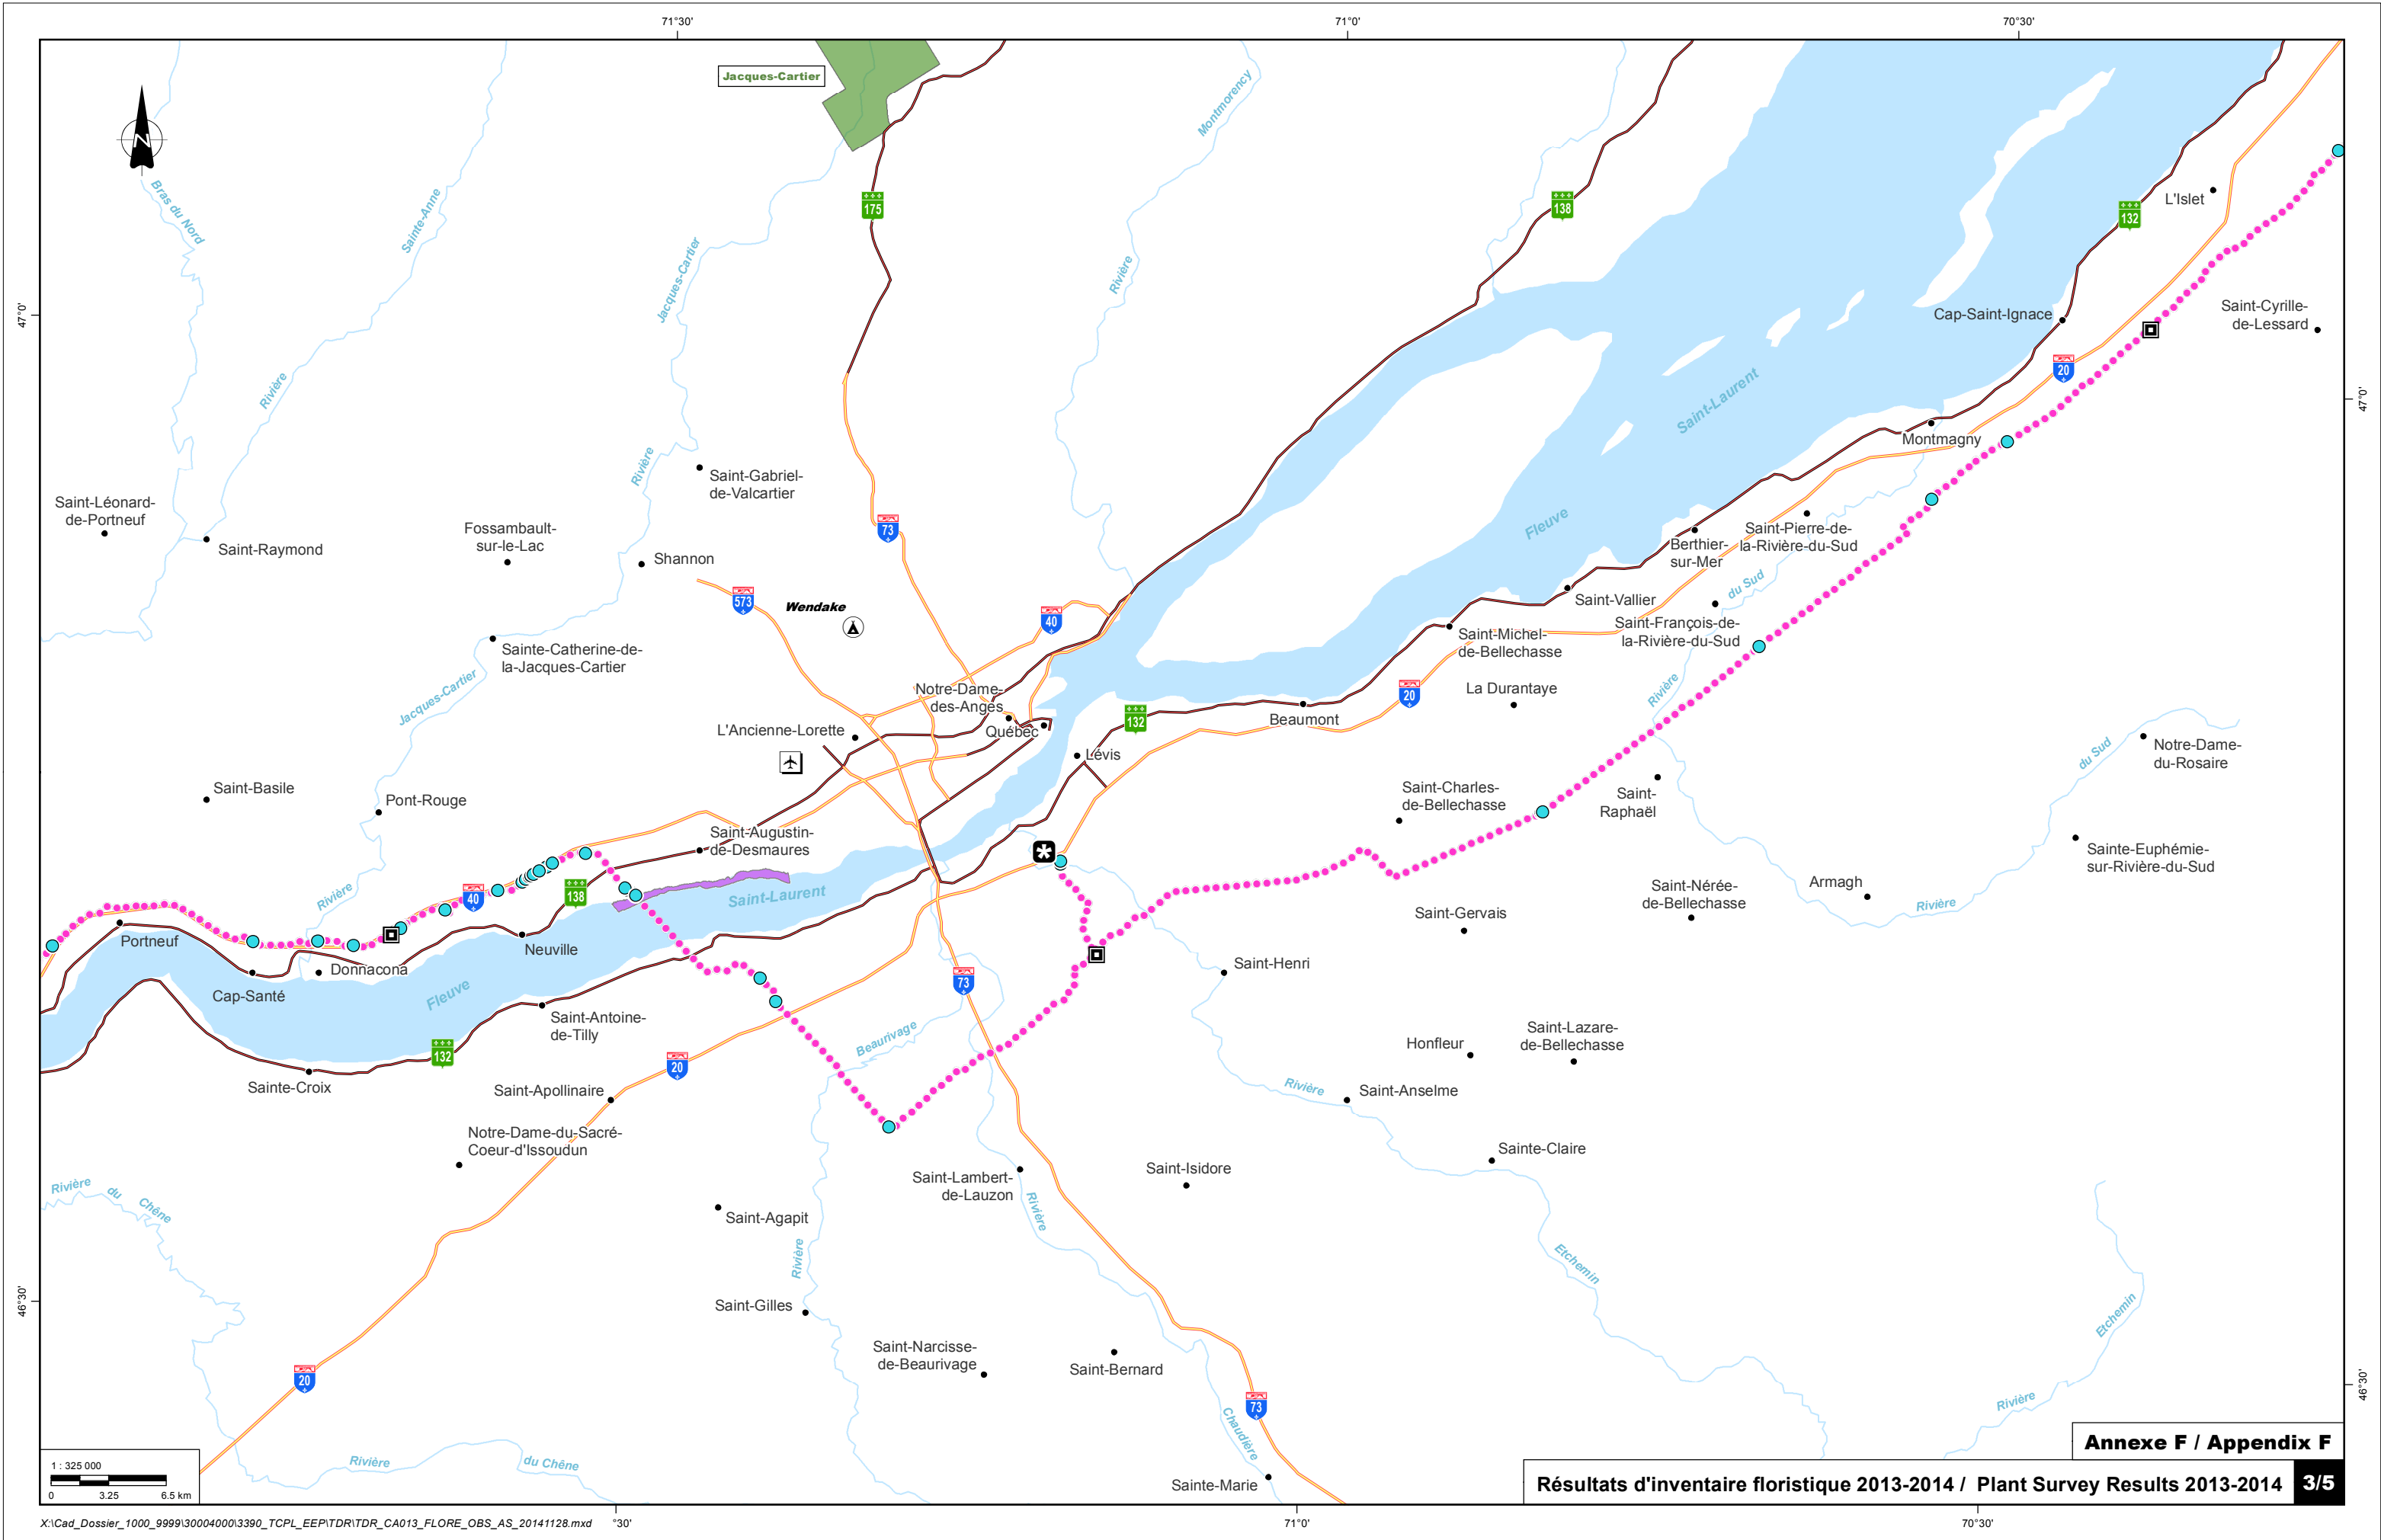 71°30'
71°0'
70°30'
Jacques-Cartier
N
Montmorency
Bras du Nord
Sainte-Anne
175
138
132
L'Islet
Jacques-Cartier
Rivière
47°0'
Saint-Cyrille-
de-Lessard
Cap-Saint-Ignace
20
Rivière
47°0'
Saint-Laurent
Montmagny
Rivière
Saint-Gabriel-
de-Valcartier
Saint-Léonard-
de-Portneuf
Saint-Raymond
Fossambault-
sur-le-Lac
Shannon
73
Fleuve
Saint-Pierre-de-
la-Rivière-du-Sud
Berthier-
sur-Mer
du Sud
573
Wendake
40
Saint-Vallier
Saint-François-de-
la-Rivière-du-Sud
Saint-Michel-
de-Bellechasse
Sainte-Catherine-de-
la-Jacques-Cartier
Jacques-Cartier
Notre-Dame-
des-Anges
Québec
L'Ancienne-Lorette
132
Beaumont
20
La Durantaye
Rivière
Lévis
Notre-Dame-
du-Rosaire
du Sud
Saint-Basile
Pont-Rouge
Saint-Charles-
de-Bellechasse
Saint-
Raphaël
Saint-Augustin-
de-Desmaures
Sainte-Euphémie-
sur-Rivière-du-Sud
Armagh
Rivière
Saint-Nérée-
de-Bellechasse
Rivière
40
138
Saint-Laurent
Saint-Gervais
Portneuf
Neuville
Donnacona
Cap-Santé
Fleuve
Saint-Henri
73
Saint-Antoine-
de-Tilly
Beaurivage
132
Honfleur
Saint-Lazare-
de-Bellechasse
Sainte-Croix
20
Saint-Apollinaire
Rivière
Saint-Anselme
Notre-Dame-du-Sacré-
Coeur-d'Issoudun
Sainte-Claire
Saint-Lambert-
de-Lauzon
Saint-Isidore
Rivière
du
Chêne
Rivière
Saint-Agapit
Rivière
Etchemin
46°30'
Saint-Gilles
Saint-Narcisse-
de-Beaurivage
Saint-Bernard
Etchemin
20
73
46°30'
Rivière
Chaudière
Rivière
du Chêne
Sainte-Marie
1 : 325 000
0 3.25 6.5 km
Annexe F / Appendix F
Résultats d'inventaire floristique 2013-2014 / Plant Survey Results 2013-2014 3/5
X:\Cad_Dossier_1000_9999\30004000\3390_TCPL_EEP\TDR\TDR_CA013_FLORE_OBS_AS_20141128.mxd
°30'
71°0'
70°30'